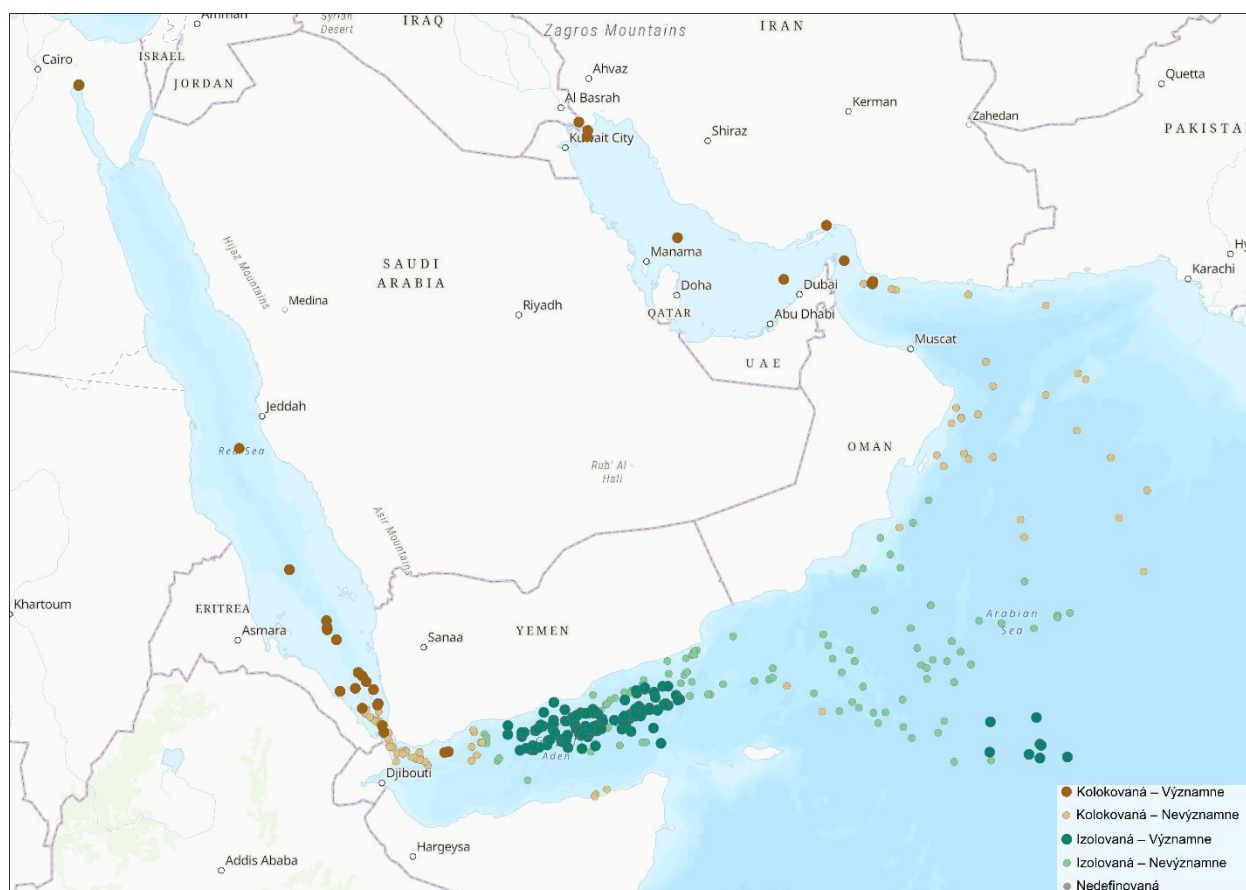 Amman
Syrian
Desert
IRAQ
Zagros Mountains
IRAN
Cairo
ISRAEL
JORDAN
Ahvaz
Quetta
Al Basrah
Kerman
Zahedan
Shiraz
PAKISTAN
Kuwait City
Hijaz Mountains
SAUDI
ARABIA
Manama
Hy
Karachi
Medina
Riyadh
Doha
Dubai
QATAR
Abu Dhabi
UAE
Muscat
Jeddah
Red Sea
OMAN
Rub' Al -
Hali
Asir Mountains
Khartoum
ERITREA
Asmara
Sanaa
YEMEN
Arabian
Sea
Aden
Djibouti
Hargeysa
Addis Ababa
Kolokovaná – Významne
Kolokovaná – Nevýznamne
Izolovaná – Významne
Izolovaná – Nevýznamne
Nedefinovaná